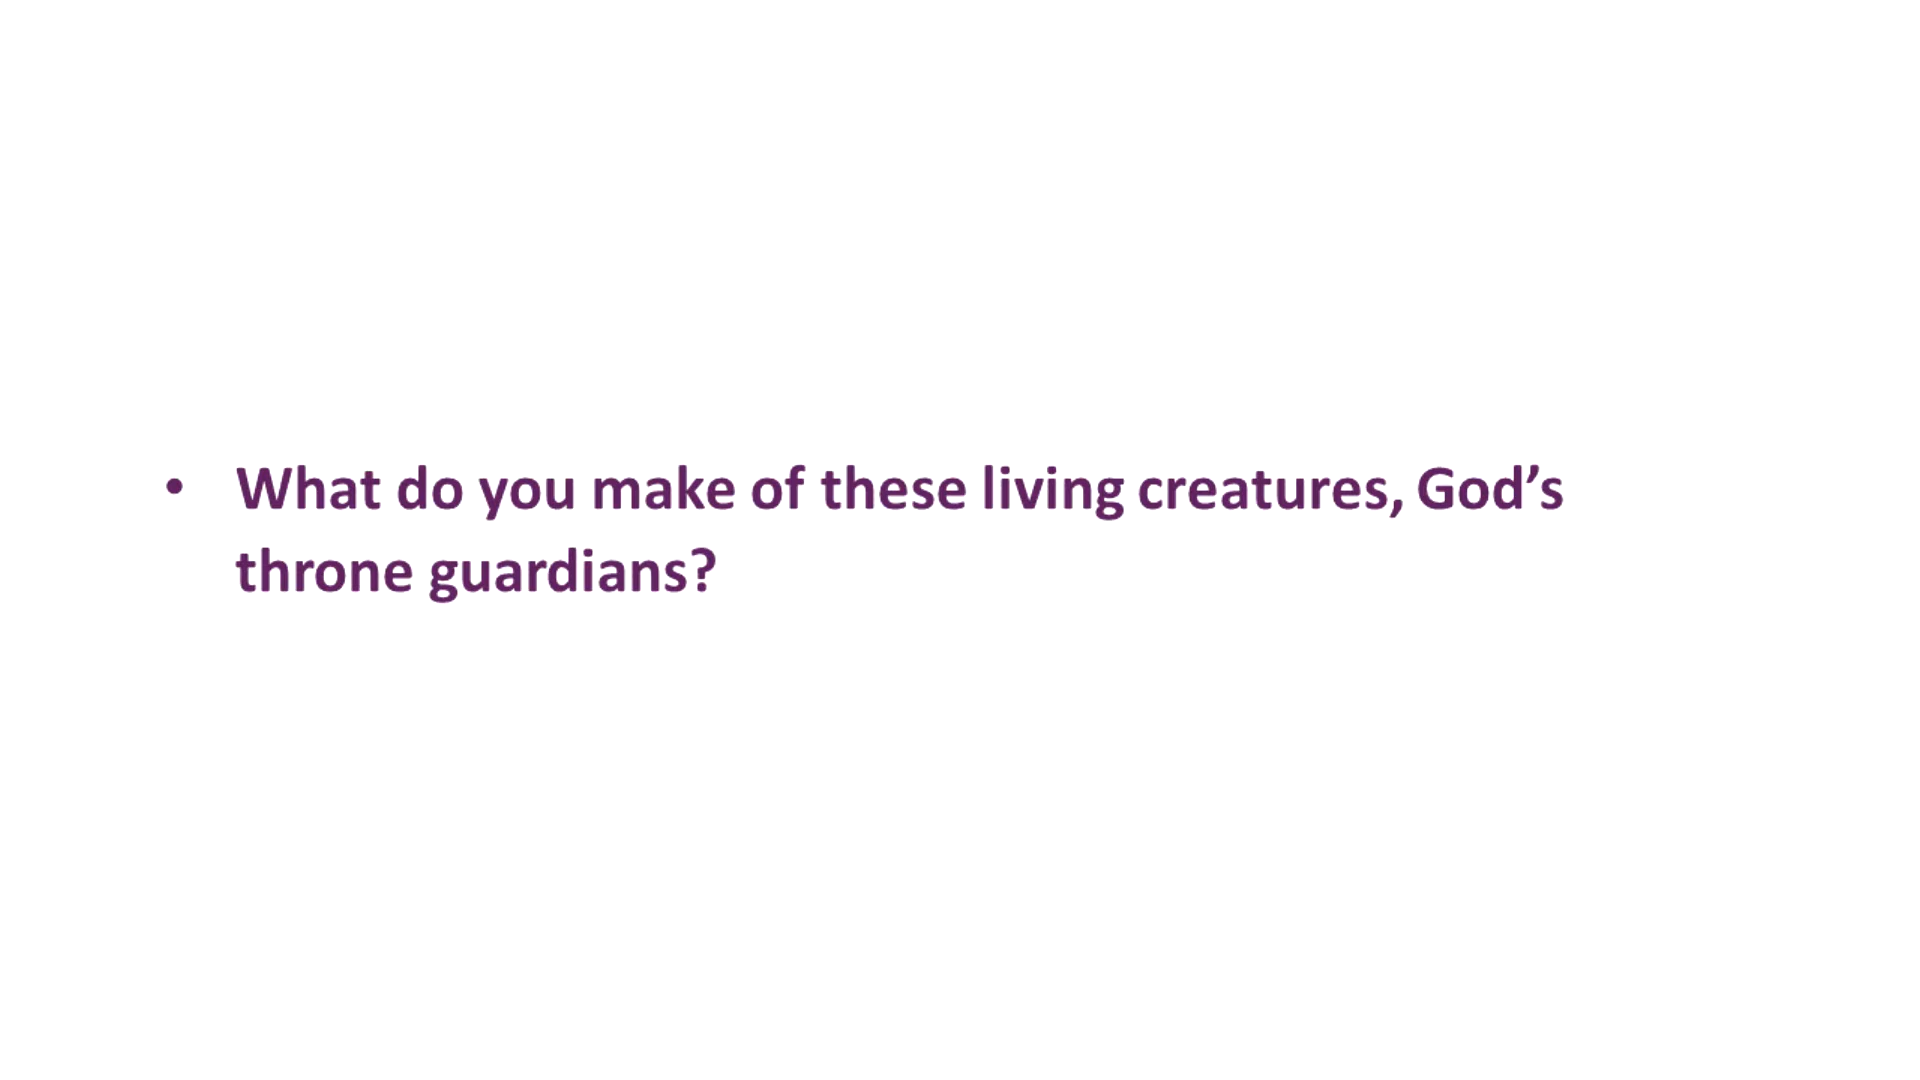 • What do you make of these living creatures, God’s
throne guardians?